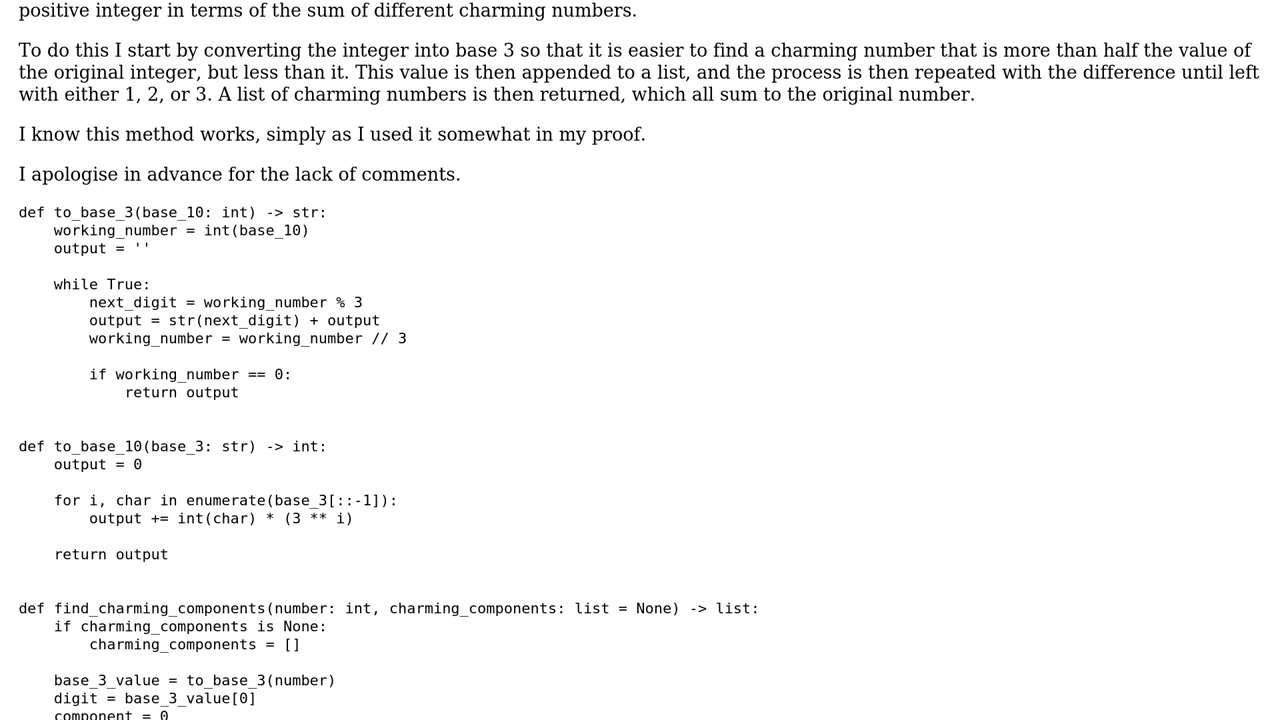 positive integer in terms of the sum of different charming numbers.
To do this I start by converting the integer into base 3 so that it is easier to find a charming number that is more than half the value of
the original integer, but less than it. This value is then appended to a list, and the process is then repeated with the difference until left
with either 1, 2, or 3. A list of charming numbers is then returned, which all sum to the original number.
I know this method works, simply as I used it somewhat in my proof.
I apologise in advance for the lack of comments.
def to_base_3(base_10: int) -> str:
    working_number = int(base_10)
    output = ''
    while True:
        next_digit = working_number % 3
        output = str(next_digit) + output
        working_number = working_number // 3
        if working_number == 0:
            return output
def to_base_10(base_3: str) -> int:
    output = 0
    for i, char in enumerate(base_3[::-1]):
        output += int(char) * (3 ** i)
    return output
def find_charming_components(number: int, charming_components: list = None) -> list:
    if charming_components is None:
        charming_components = []
    base_3_value = to_base_3(number)
    digit = base_3_value[0]
    component = 0